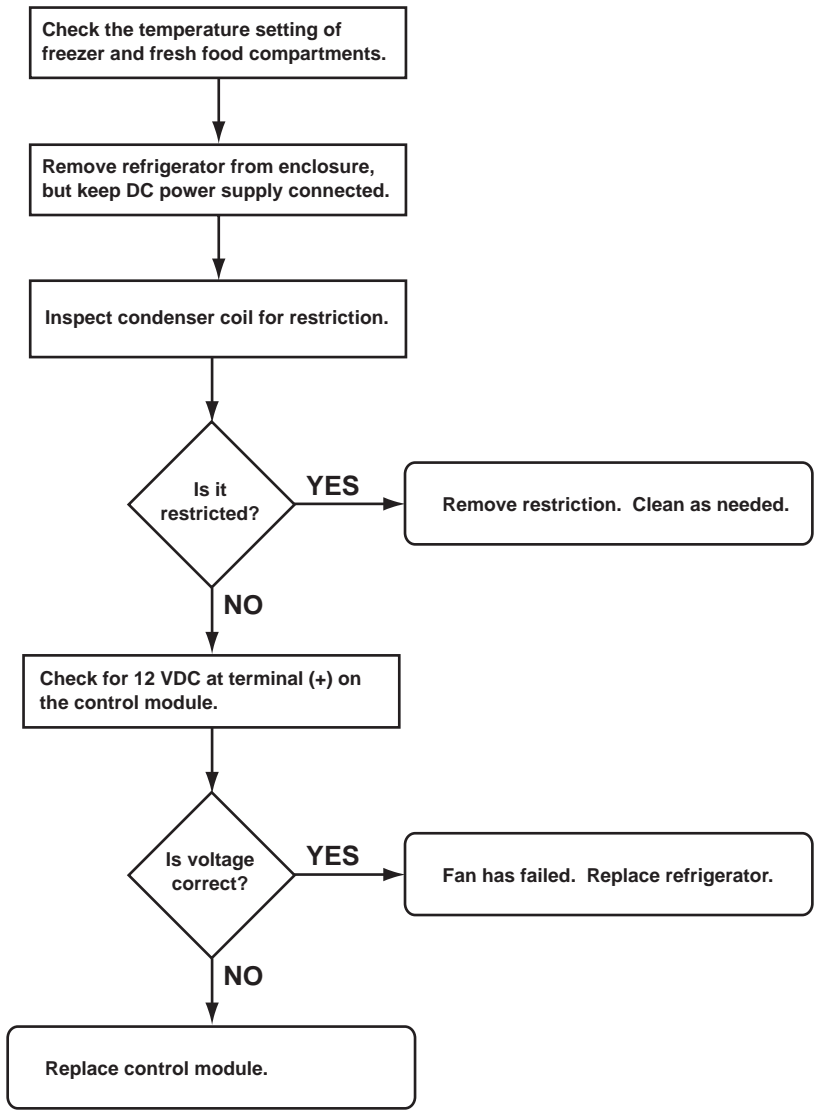 Check the temperature setting of
freezer and fresh food compartments.
Remove refrigerator from enclosure,
but keep DC power supply connected.
Inspect condenser coil for restriction.
Is it
restricted?
YES
Remove restriction.  Clean as needed.
NO
Check for 12 VDC at terminal (+) on
the control module.
Is voltage
correct?
YES
Fan has failed.  Replace refrigerator.
NO
Replace control module.